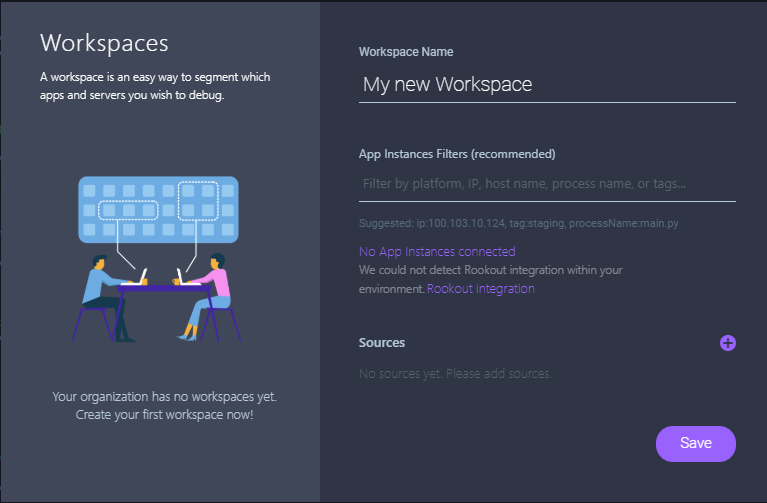 Workspaces
A workspace is an easy way to segment which
apps and servers you wish to debug.
Your organization has no workspaces yet.
Create your first workspace now!
Workspace Name
My new Workspace
App Instances Filters (recommended)
Filter by platform, IP, host name, process name, or tags...
Suggested: ip:100.103.10.124, tag:staging, processName:main.py
No App Instances connected
We could not detect Rookout integration within your
environment. Rookout integration
Sources
No sources yet. Please add sources.
Save